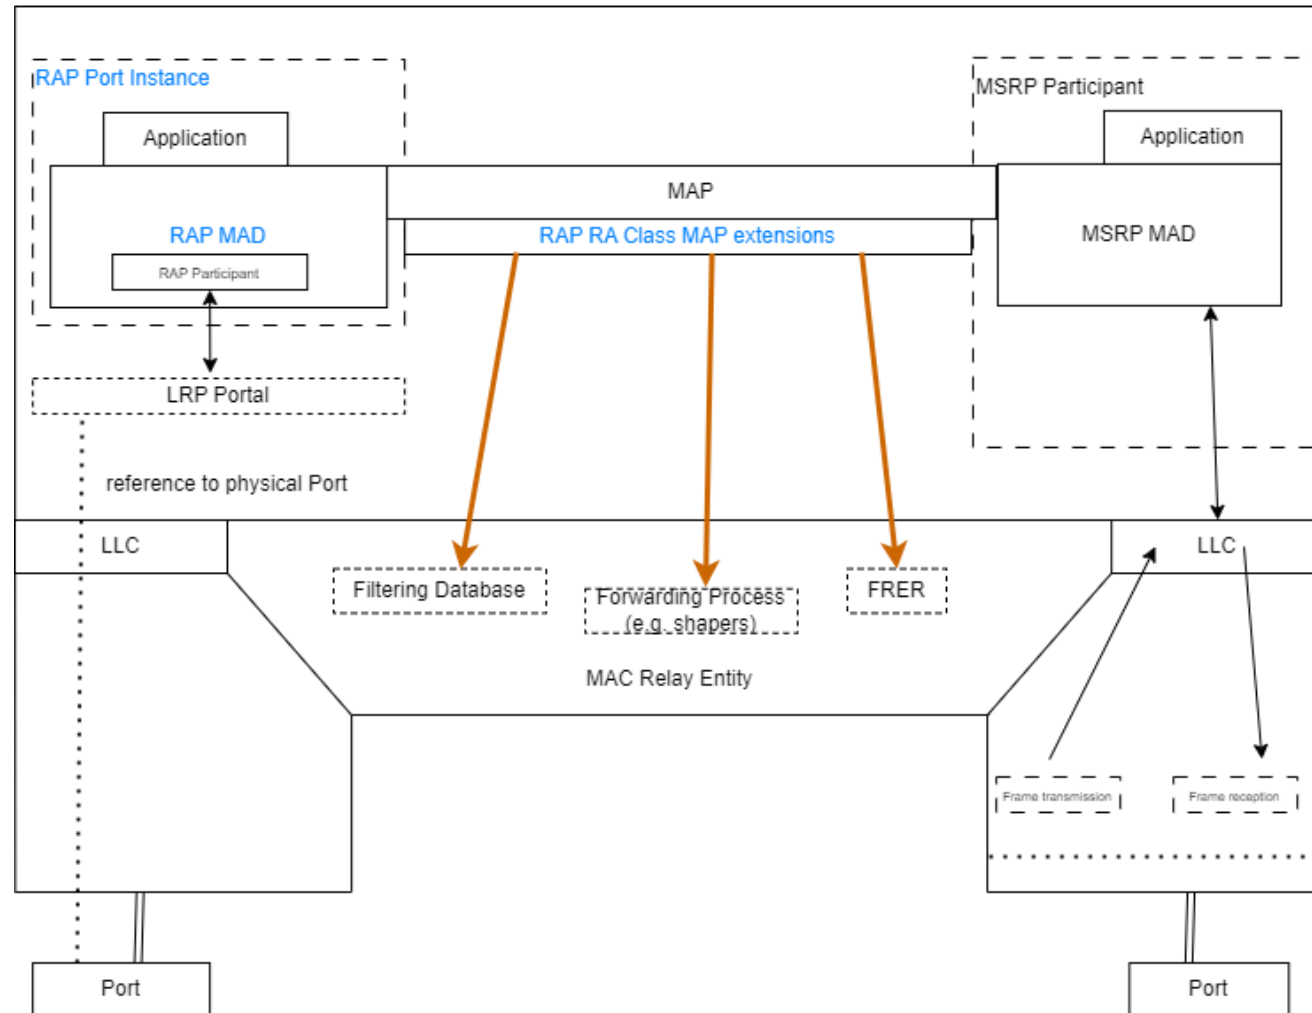 RAP Port Instance
MSRP Participant
Application
Application
MAP
RAP MAD
RAP RA Class MAP extensions
MSRP MAD
RAP Participant
LRP Portal
reference to physical Port
LLC
LLC
Filtering Database
Forwarding Process
(e.g. shapers)
FRER
MAC Relay Entity
Frame transmission
Frame reception
Port
Port